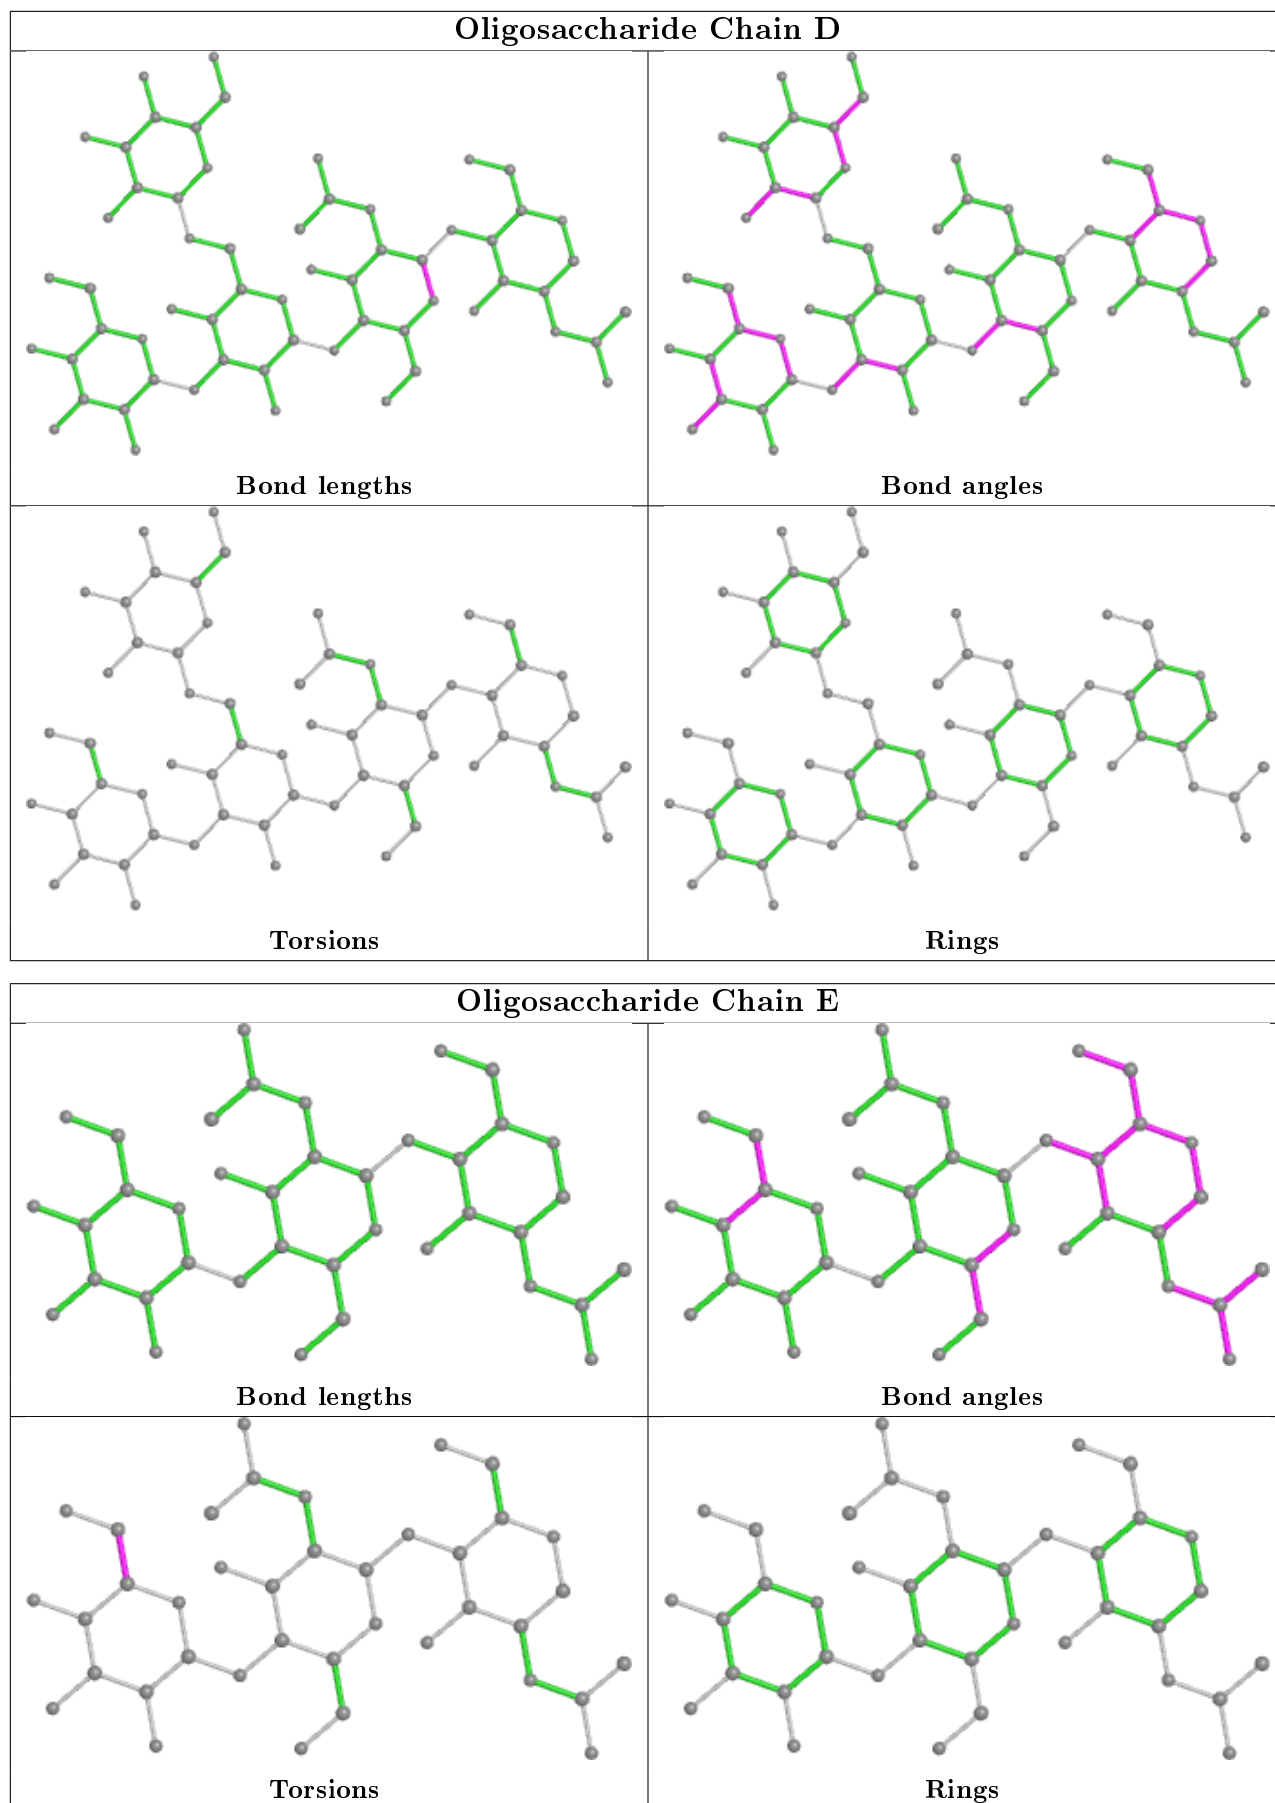 Oligosaccharide Chain D
Bond lengths
Bond angles
Torsions
Rings
Oligosaccharide Chain E
Bond lengths
Bond angles
Torsions
Rings